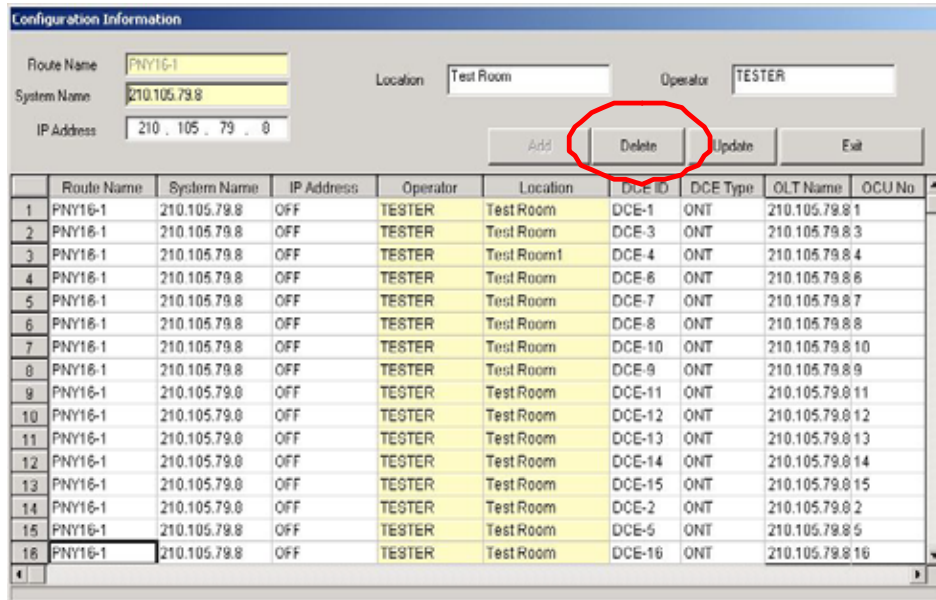 Configuration Information
Route Name PNY16-1
Location Test Room Operator TESTER
System Name 210.105.79.8
IP Address 210 . 105 . 79 . 8
Add Delete Update Exit
Route Name System Name IP Address Operator Location DCE ID DCE Type OLT Name OCU No
1 PNY16-1 210.105.79.8 OFF TESTER Test Room DCE-1 ONT 210.105.79.8 1
2 PNY16-1 210.105.79.8 OFF TESTER Test Room DCE-3 ONT 210.105.79.8 3
3 PNY16-1 210.105.79.8 OFF TESTER Test Room1 DCE-4 ONT 210.105.79.8 4
4 PNY16-1 210.105.79.8 OFF TESTER Test Room DCE-6 ONT 210.105.79.8 6
5 PNY16-1 210.105.79.8 OFF TESTER Test Room DCE-7 ONT 210.105.79.8 7
6 PNY16-1 210.105.79.8 OFF TESTER Test Room DCE-8 ONT 210.105.79.8 8
7 PNY16-1 210.105.79.8 OFF TESTER Test Room DCE-10 ONT 210.105.79.8 10
8 PNY16-1 210.105.79.8 OFF TESTER Test Room DCE-9 ONT 210.105.79.8 9
9 PNY16-1 210.105.79.8 OFF TESTER Test Room DCE-11 ONT 210.105.79.8 11
10 PNY16-1 210.105.79.8 OFF TESTER Test Room DCE-12 ONT 210.105.79.8 12
11 PNY16-1 210.105.79.8 OFF TESTER Test Room DCE-13 ONT 210.105.79.8 13
12 PNY16-1 210.105.79.8 OFF TESTER Test Room DCE-14 ONT 210.105.79.8 14
13 PNY16-1 210.105.79.8 OFF TESTER Test Room DCE-15 ONT 210.105.79.8 15
14 PNY16-1 210.105.79.8 OFF TESTER Test Room DCE-2 ONT 210.105.79.8 2
15 PNY16-1 210.105.79.8 OFF TESTER Test Room DCE-5 ONT 210.105.79.8 5
16 PNY16-1 210.105.79.8 OFF TESTER Test Room DCE-16 ONT 210.105.79.8 16